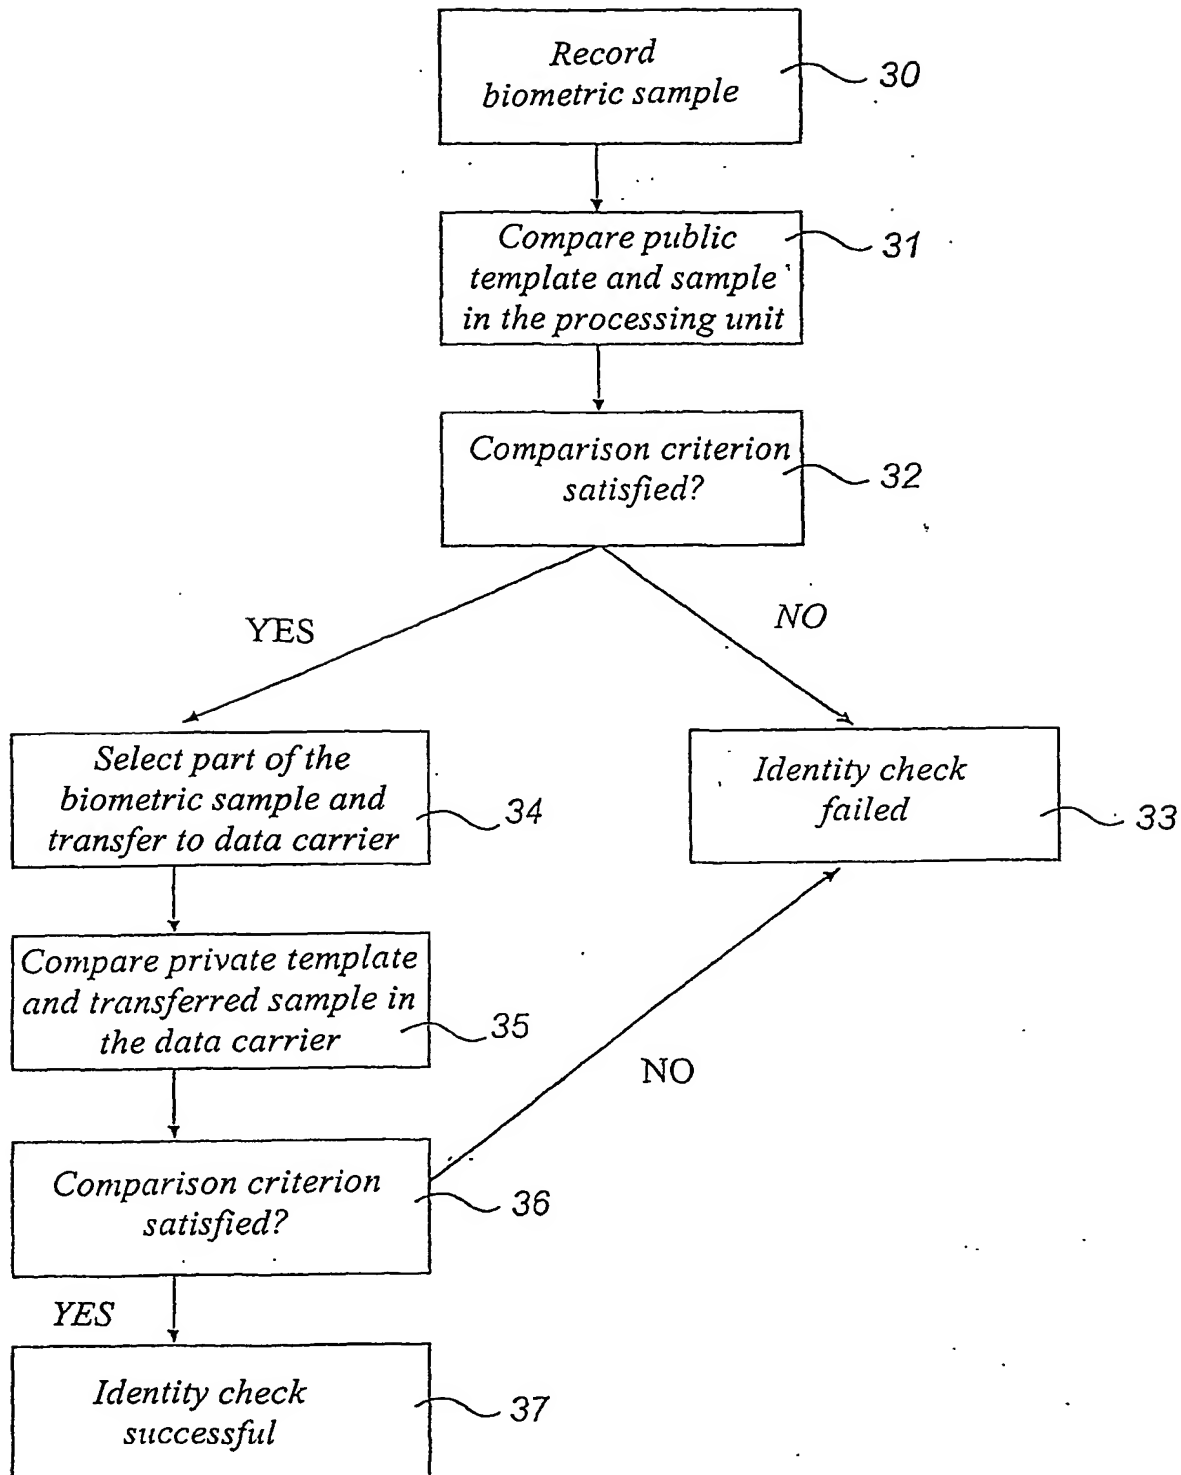 Record
biometric sample
30
Compare public
template and sample
in the processing unit
31
Comparison criterion
satisfied?
32
YES
NO
Select part of the
biometric sample and
transfer to data carrier
34
Identity check
failed
33
Compare private template
and transferred sample in
the data carrier
35
NO
Comparison criterion
satisfied?
36
YES
Identity check
successful
37